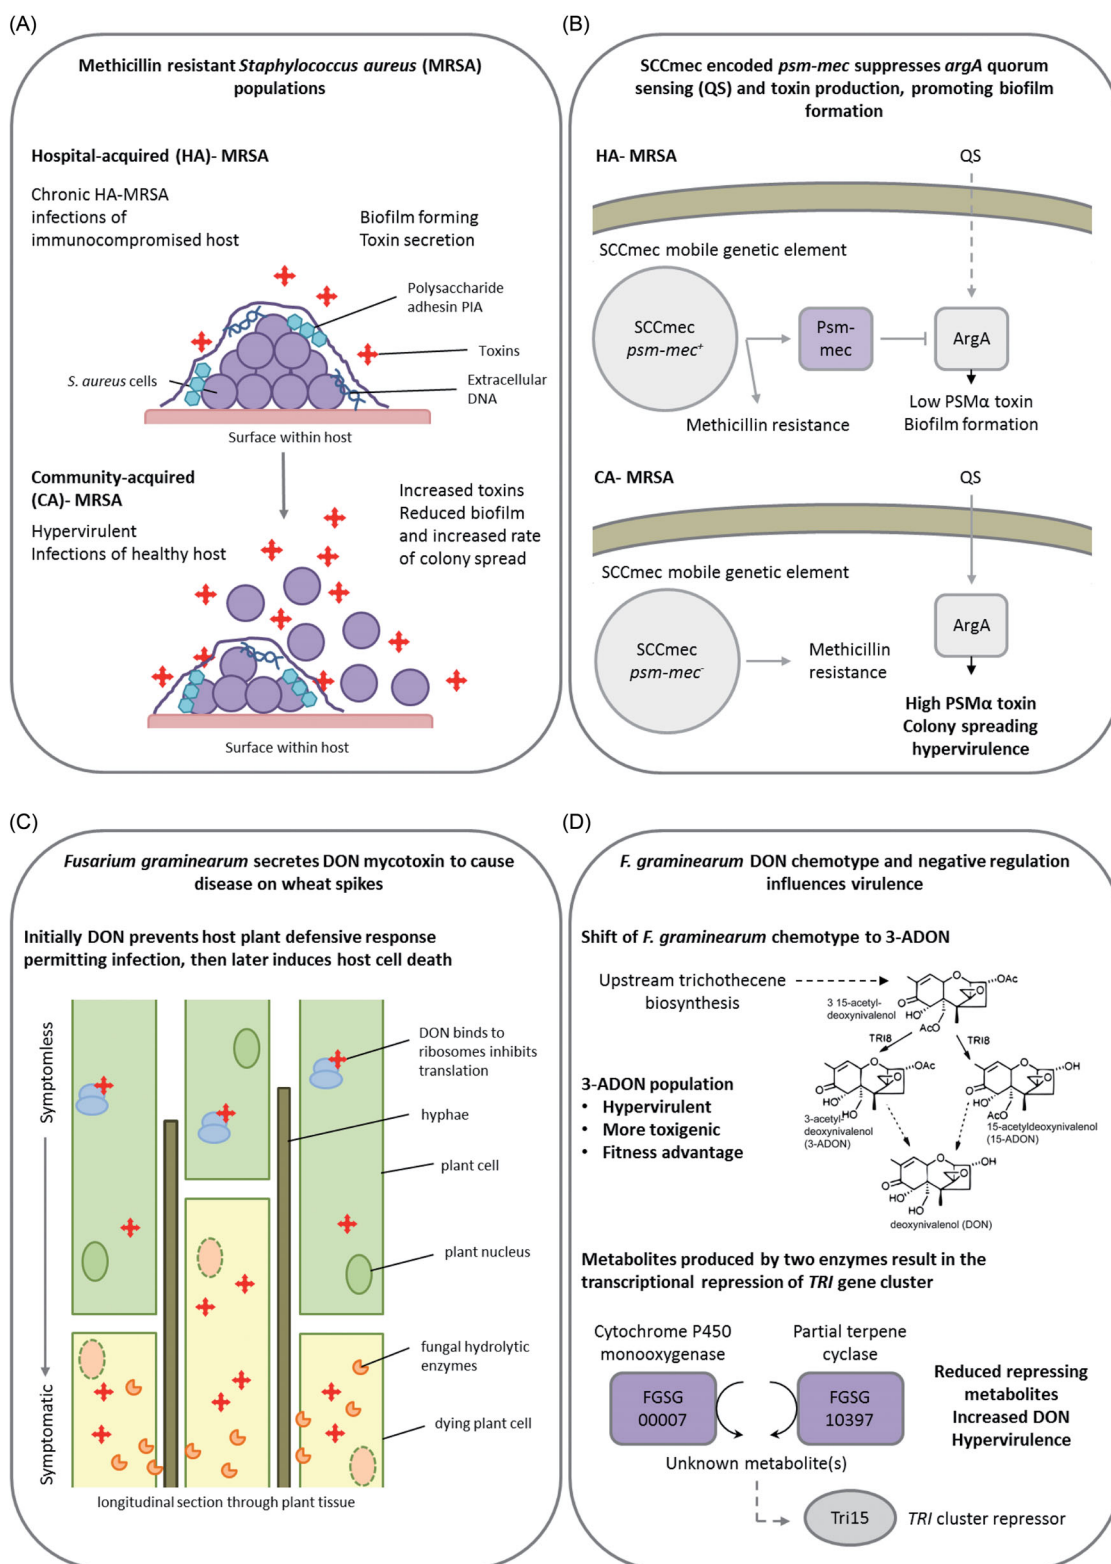 (A)
Methicillin resistant Staphylococcus aureus (MRSA)
populations
Hospital-acquired (HA)- MRSA
Chronic HA-MRSA
infections of
immunocompromised host
Biofilm forming
Toxin secretion
Polysaccharide
adhesin PIA
Toxins
S. aureus cells
Extracellular
DNA
Surface within host
Community-acquired
(CA)- MRSA
Hypervirulent
Infections of healthy host
Increased toxins
Reduced biofilm
and increased rate
of colony spread
Surface within host
(B)
SCCmec encoded psm-mec suppresses argA quorum
sensing (QS) and toxin production, promoting biofilm
formation
HA- MRSA
QS
SCCmec mobile genetic element
SCCmec
psm-mec⁺
Psm-
mec
ArgA
Methicillin resistance
Low PSMα toxin
Biofilm formation
CA- MRSA
QS
SCCmec mobile genetic element
SCCmec
psm-mec⁻
Methicillin
resistance
ArgA
High PSMα toxin
Colony spreading
hypervirulence
(C)
Fusarium graminearum secretes DON mycotoxin to cause
disease on wheat spikes
Initially DON prevents host plant defensive response
permitting infection, then later induces host cell death
Symptomless
Symptomatic
DON binds to
ribosomes inhibits
translation
hyphae
plant cell
plant nucleus
fungal hydrolytic
enzymes
dying plant cell
longitudinal section through plant tissue
(D)
F. graminearum DON chemotype and negative regulation
influences virulence
Shift of F. graminearum chemotype to 3-ADON
Upstream trichothecene
biosynthesis
3 15-acetyl-
deoxynivalenol
O
OAc
O
O
HO
AcO
TRI8
TRI8
O
OAc
O
O
HO
HO
3-acetyl-
deoxynivalenol
(3-ADON)
O
OH
O
O
HO
AcO
15-acetyldeoxynivalenol
(15-ADON)
3-ADON population
• Hypervirulent
• More toxigenic
• Fitness advantage
O
OH
O
O
HO
HO
deoxynivalenol (DON)
Metabolites produced by two enzymes result in the
transcriptional repression of TRI gene cluster
Cytochrome P450
monooxygenase
Partial terpene
cyclase
FGSG
00007
FGSG
10397
Reduced repressing
metabolites
Increased DON
Hypervirulence
Unknown metabolite(s)
Tri15
TRI cluster repressor